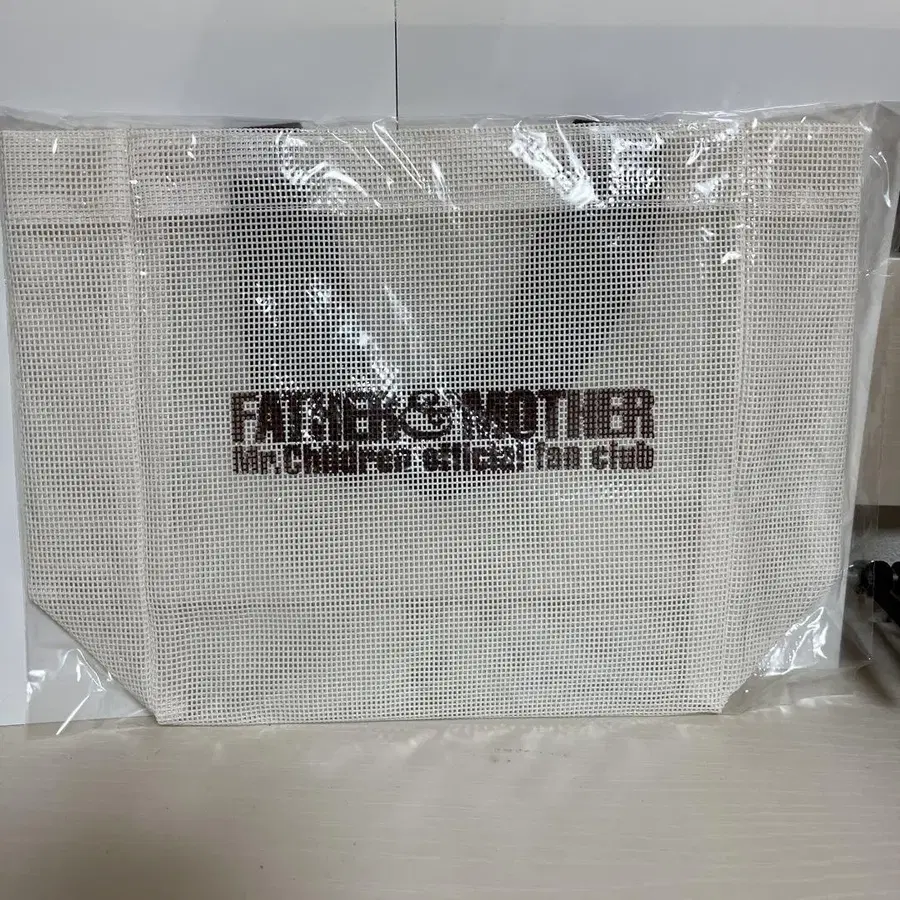 FATHER & MOTHER
Mr.Children official fan club